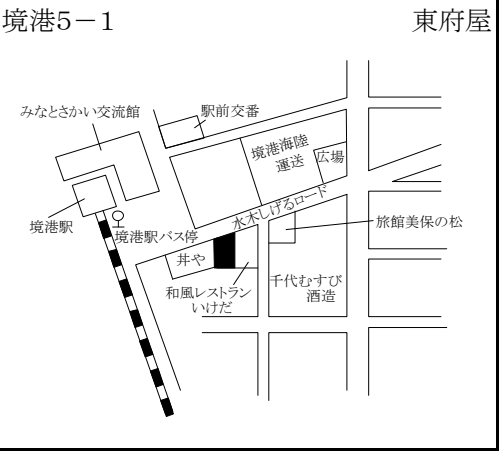 境港5－1
東府屋
みなとさかい交流館
駅前交番
境港海陸
運送
広場
水木しげるロード
境港駅
境港駅バス停
旅館美保の松
丼や
千代むすび
酒造
和風レストラン
いけだ